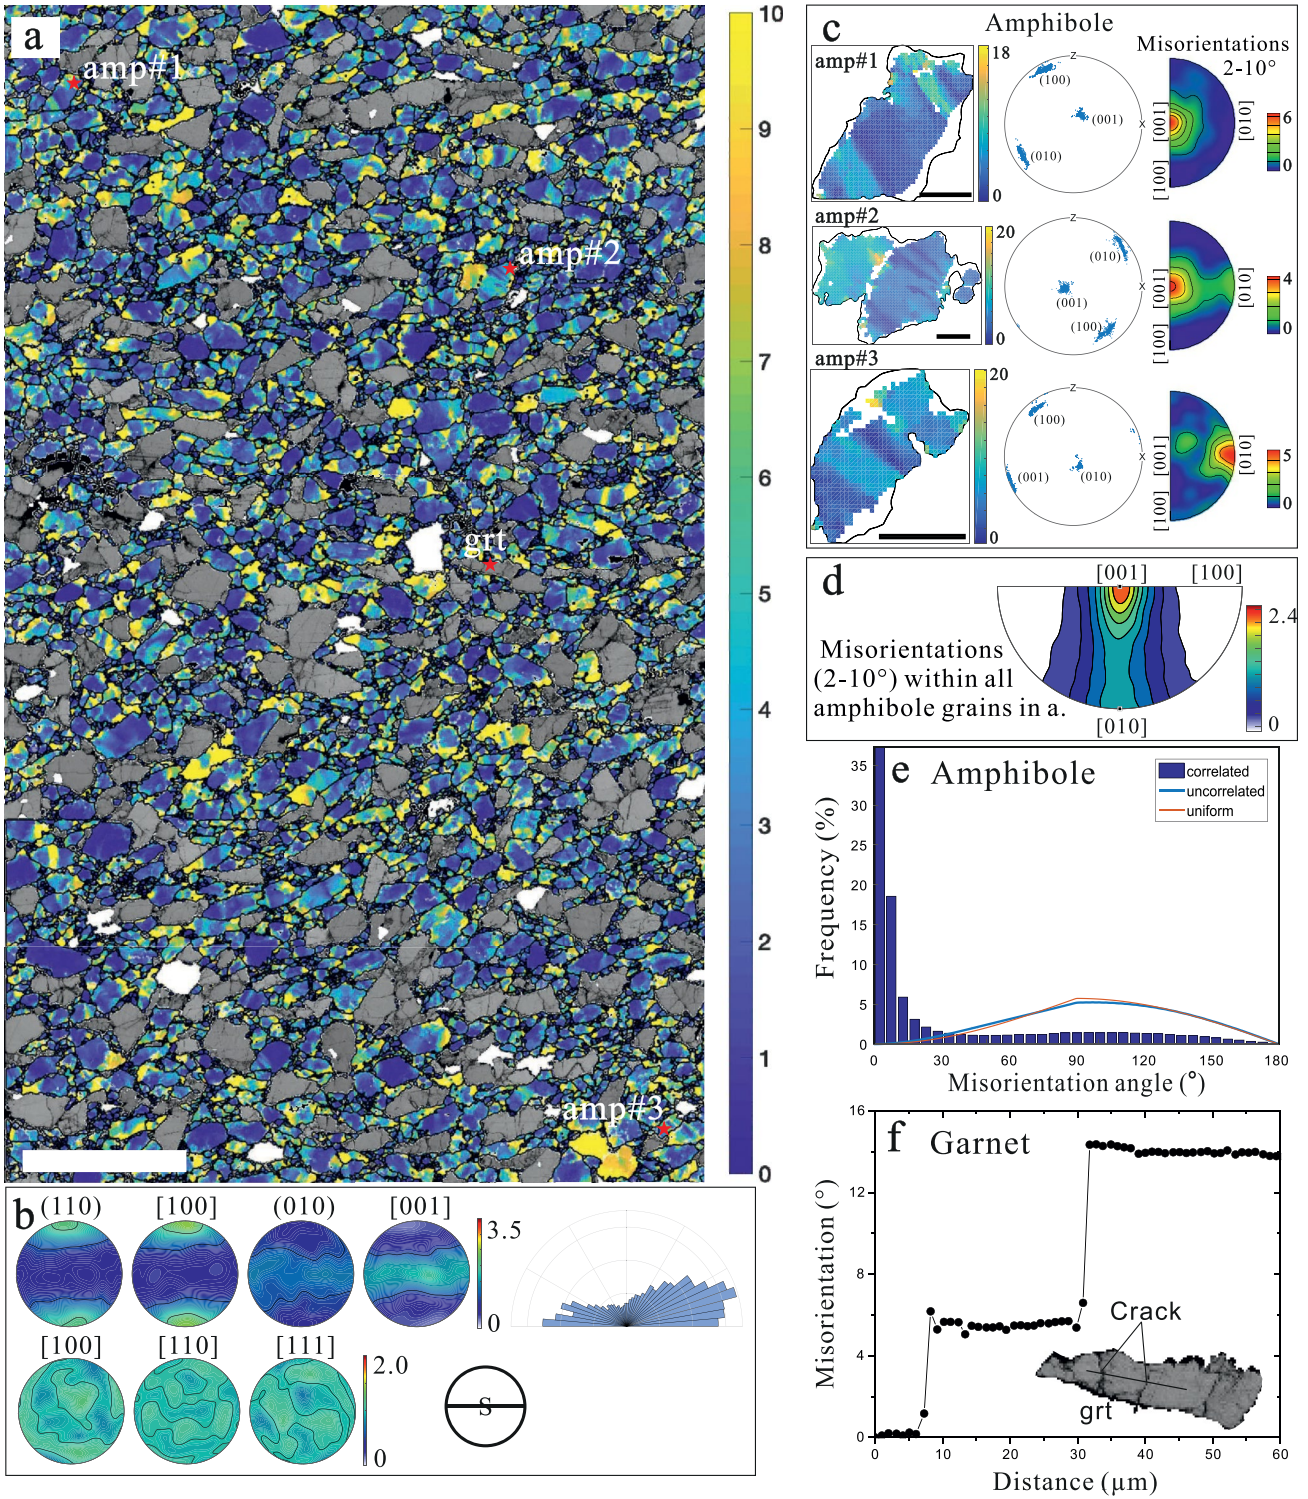 a
amp#1
amp#2
grt
amp#3
10
9
8
7
6
5
4
3
2
1
0
b
(110)
[100]
(010)
[001]
3.5
0
[100]
[110]
[111]
2.0
0
S
c
Amphibole
Misorientations
2-10°
amp#1
18
0
Z
X
(100)
(001)
(010)
[001]
[010]
[100]
6
0
amp#2
20
0
Z
X
(010)
(001)
(100)
[001]
[010]
[100]
4
0
amp#3
20
0
Z
X
(100)
(001)
(010)
[001]
[010]
[100]
5
0
d
[001]
[100]
Misorientations
(2-10°) within all
amphibole grains in a.
[010]
2.4
0
e
Amphibole
correlated
uncorrelated
uniform
Frequency (%)
35
30
25
20
15
10
5
0
0
30
60
90
120
150
180
Misorientation angle (°)
f
Garnet
Misorientation (°)
16
12
8
4
0
Crack
grt
0
10
20
30
40
50
60
Distance (µm)